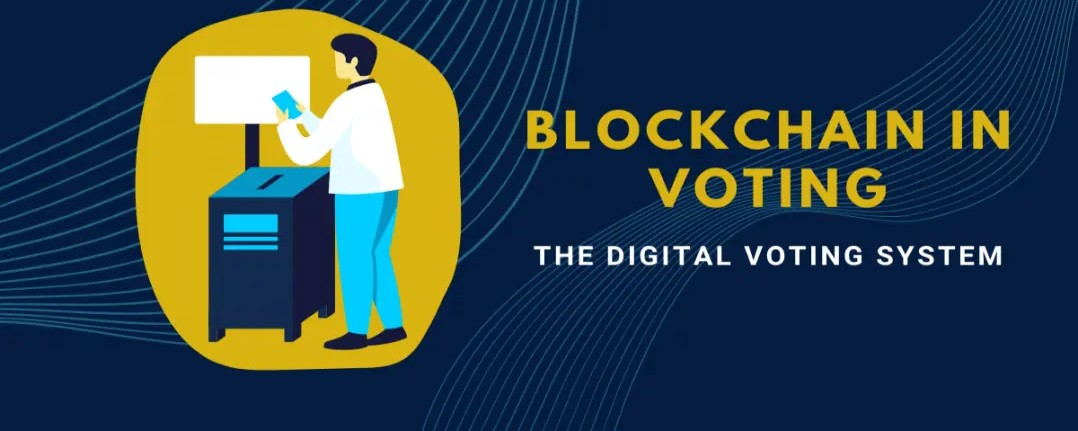 BLOCKCHAIN IN
VOTING
THE DIGITAL VOTING SYSTEM